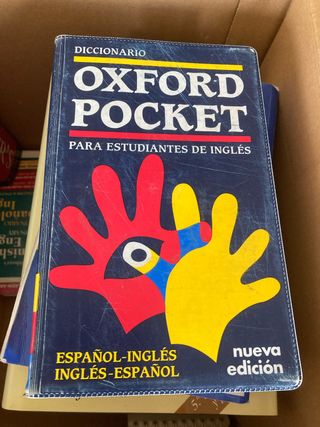 DICCIONARIO
OXFORD
POCKET
PARA ESTUDIANTES DE INGLÉS
ESPAÑOL-INGLÉS
INGLÉS-ESPAÑOL
nueva
edición